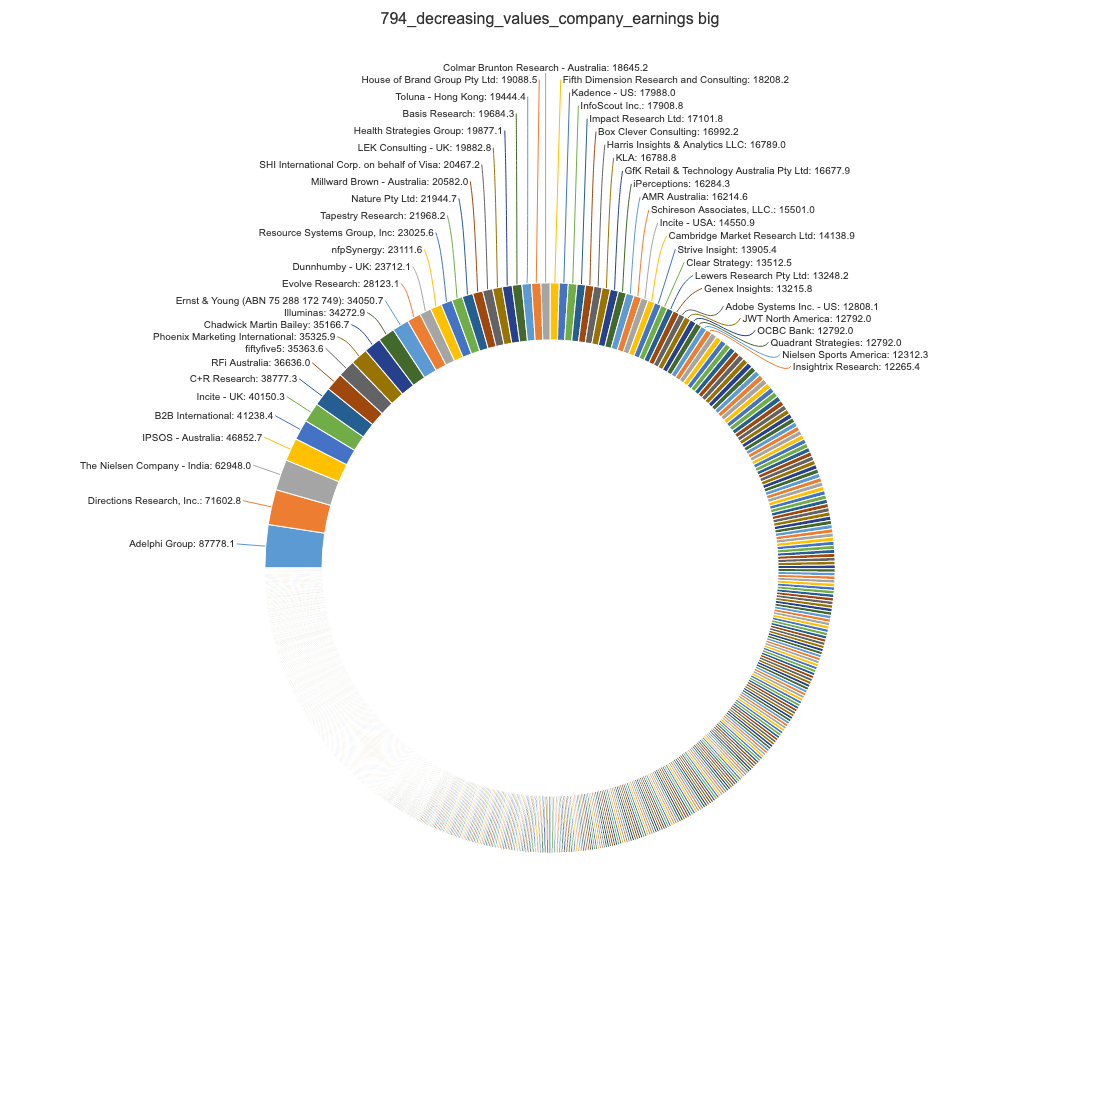 794_decreasing_values_company_earnings big
Colmar Brunton Research - Australia: 18645.2
House of Brand Group Pty Ltd: 19088.5
Fifth Dimension Research and Consulting: 18208.2
Toluna - Hong Kong: 19444.4
Kadence - US: 17988.0
Basis Research: 19684.3
InfoScout Inc.: 17908.8
Health Strategies Group: 19877.1
Impact Research Ltd: 17101.8
LEK Consulting - UK: 19882.8
Box Clever Consulting: 16992.2
SHI International Corp. on behalf of Visa: 20467.2
Harris Insights & Analytics LLC: 16789.0
Millward Brown - Australia: 20582.0
KLA: 16788.8
Nature Pty Ltd: 21944.7
GfK Retail & Technology Australia Pty Ltd: 16677.9
Tapestry Research: 21968.2
iPerceptions: 16284.3
Resource Systems Group, Inc: 23025.6
AMR Australia: 16214.6
nfpSynergy: 23111.6
Schireson Associates, LLC.: 15501.0
Dunnhumby - UK: 23712.1
Incite - USA: 14550.9
Evolve Research: 28123.1
Cambridge Market Research Ltd: 14138.9
Ernst & Young (ABN 75 288 172 749): 34050.7
Strive Insight: 13905.4
Illuminas: 34272.9
Clear Strategy: 13512.5
Chadwick Martin Bailey: 35166.7
Lewers Research Pty Ltd: 13248.2
Phoenix Marketing International: 35325.9
Genex Insights: 13215.8
fiftyfive5: 35363.6
Adobe Systems Inc. - US: 12808.1
RFi Australia: 36636.0
JWT North America: 12792.0
C+R Research: 38777.3
OCBC Bank: 12792.0
Incite - UK: 40150.3
Quadrant Strategies: 12792.0
B2B International: 41238.4
Nielsen Sports America: 12312.3
IPSOS - Australia: 46852.7
Insightrix Research: 12265.4
The Nielsen Company - India: 62948.0
Directions Research, Inc.: 71602.8
Adelphi Group: 87778.1